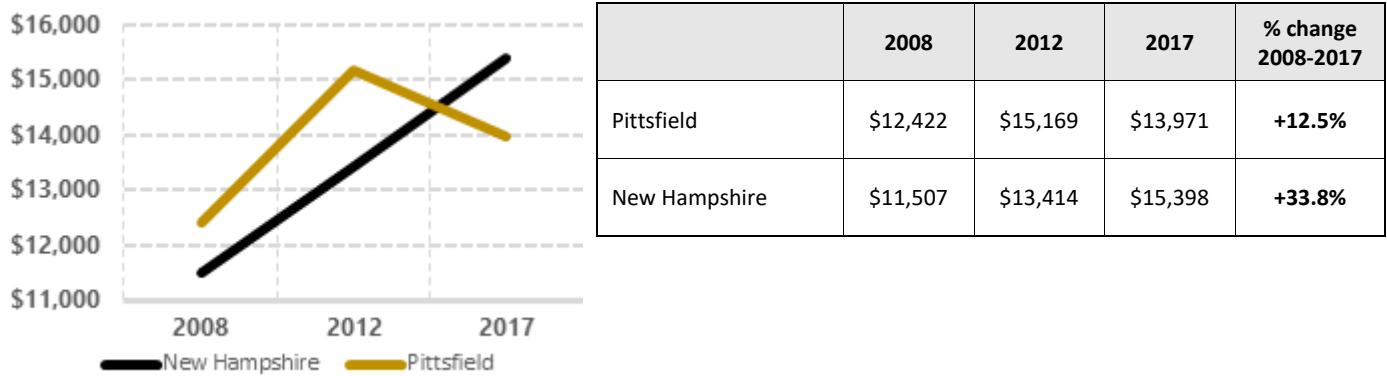 $16,000
$15,000
$14,000
$13,000
$12,000
$11,000
2008 2012 2017
New Hampshire Pittsfield
2008 2012 2017 % change
2008-2017
Pittsfield $12,422 $15,169 $13,971 +12.5%
New Hampshire $11,507 $13,414 $15,398 +33.8%